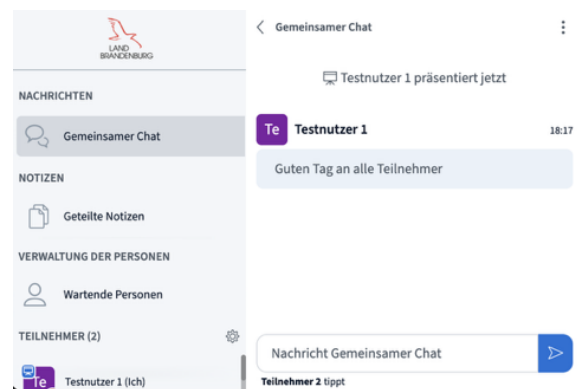 LAND
BRANDENBURG
NACHRICHTEN
Gemeinsamer Chat
NOTIZEN
Geteilte Notizen
VERWALTUNG DER PERSONEN
Wartende Personen
TEILNEHMER (2)
Te
Testnutzer 1 (Ich)
Gemeinsamer Chat
Testnutzer 1 präsentiert jetzt
Te Testnutzer 1 18:17
Guten Tag an alle Teilnehmer
Nachricht Gemeinsamer Chat
Teilnehmer 2 tippt